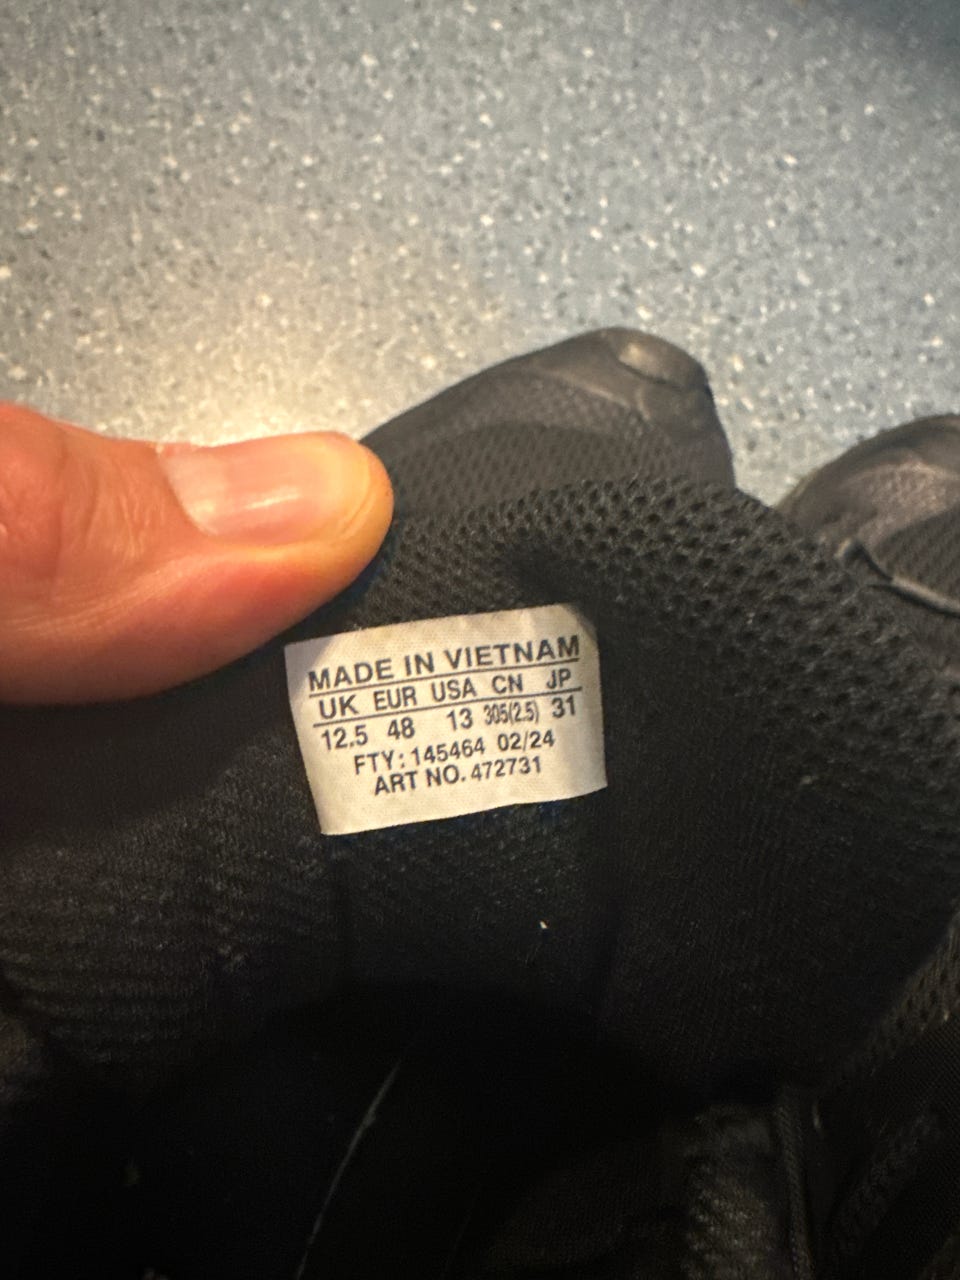 MADE IN VIETNAM
UK EUR USA CN JP
12.5 48 13 305(2.5) 31
FTY: 145464 02/24
ART NO. 472731